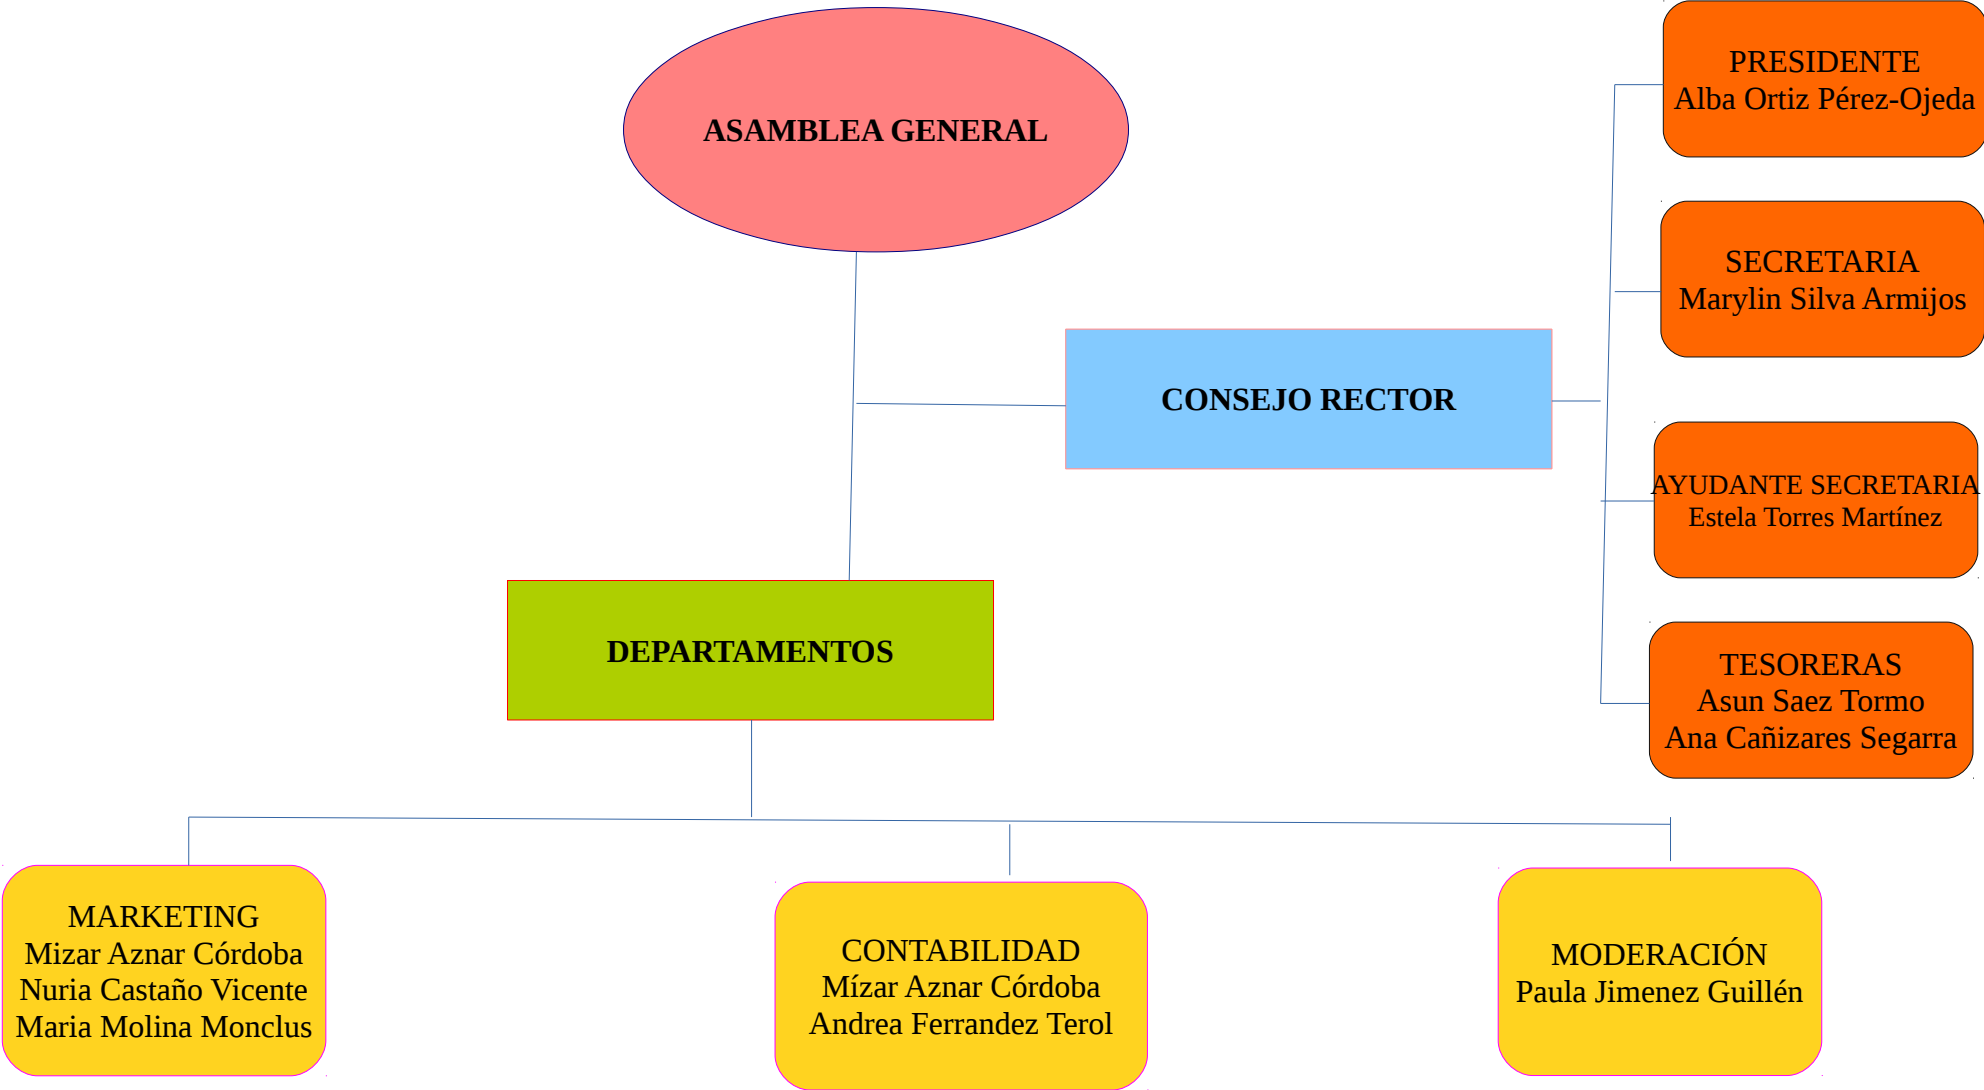 ASAMBLEA GENERAL
PRESIDENTE
Alba Ortiz Pérez-Ojeda
SECRETARIA
Marylin Silva Armijos
CONSEJO RECTOR
AYUDANTE SECRETARIA
Estela Torres Martínez
DEPARTAMENTOS
TESORERAS
Asun Saez Tormo
Ana Cañizares Segarra
MARKETING
Mizar Aznar Córdoba
Nuria Castaño Vicente
Maria Molina Monclus
CONTABILIDAD
Mízar Aznar Córdoba
Andrea Ferrandez Terol
MODERACIÓN
Paula Jimenez Guillén